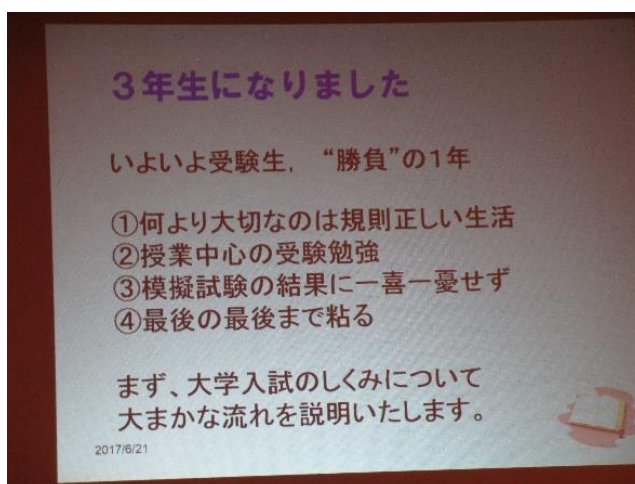 ３年生になりました
いよいよ受験生，“勝負”の1年
①何より大切なのは規則正しい生活
②授業中心の受験勉強
③模擬試験の結果に一喜一憂せず
④最後の最後まで粘る
まず、大学入試のしくみについて
大まかな流れを説明いたします。
2017/6/21